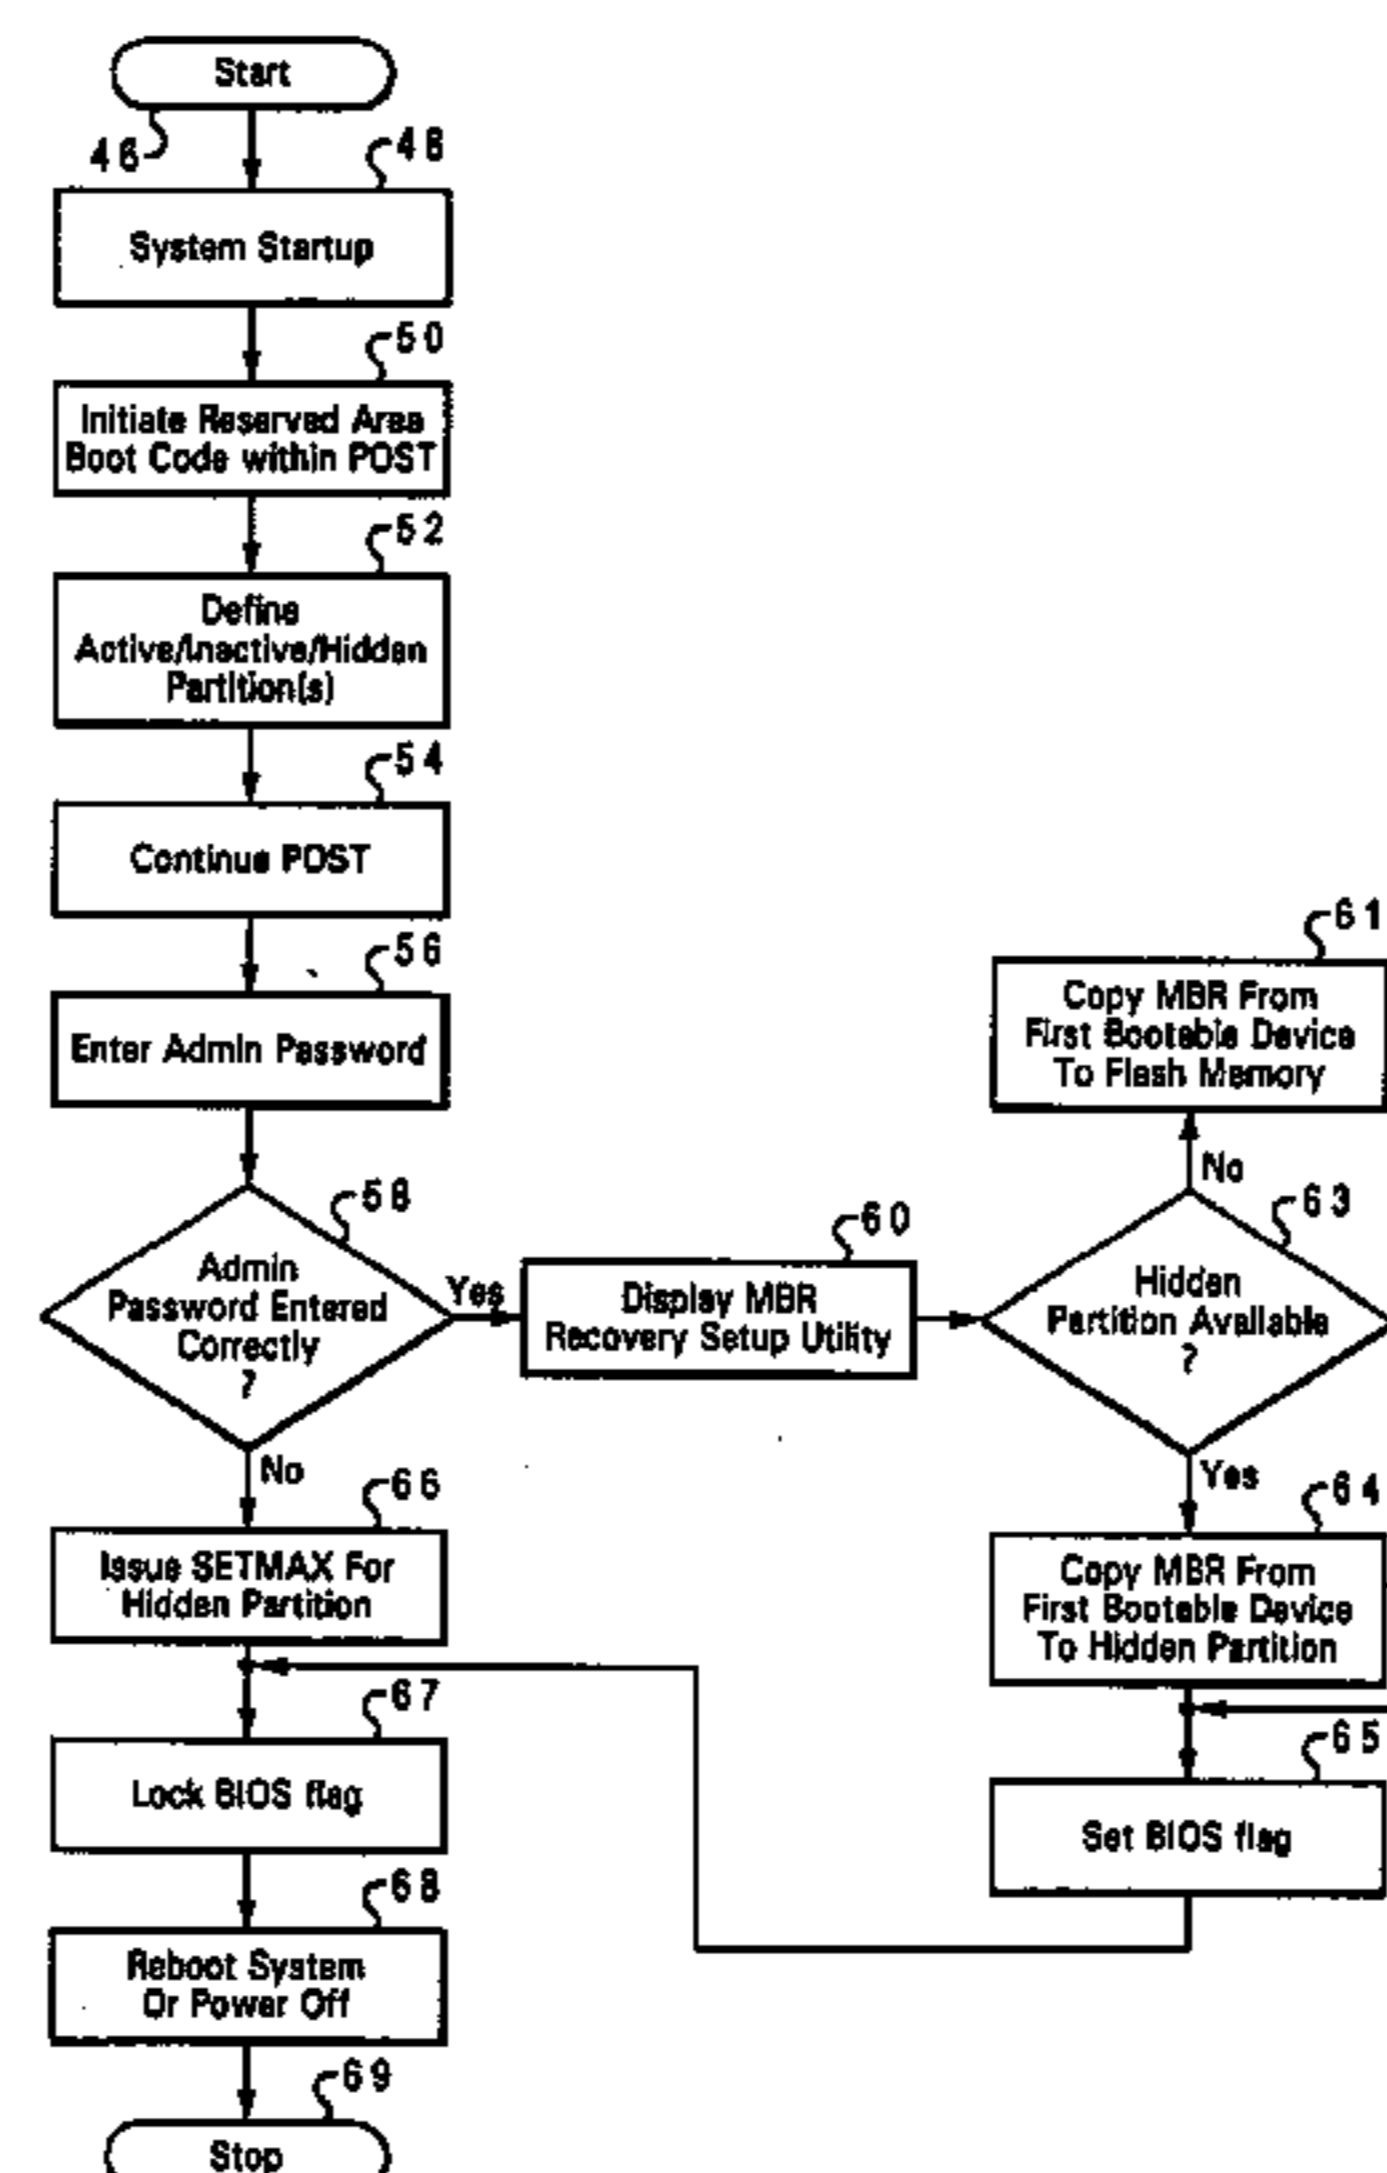 Start
46
48
System Startup
50
Initiate Reserved Area
Boot Code within POST
52
Define
Active/Inactive/Hidden
Partition(s)
54
Continue POST
56
Enter Admin Password
58
Admin
Password Entered
Correctly
?
Yes
No
60
Display MBR
Recovery Setup Utility
61
Copy MBR From
First Bootable Device
To Flash Memory
No
63
Hidden
Partition Available
?
Yes
64
Copy MBR From
First Bootable Device
To Hidden Partition
65
Set BIOS flag
66
Issue SETMAX For
Hidden Partition
67
Lock BIOS flag
68
Reboot System
Or Power Off
69
Stop